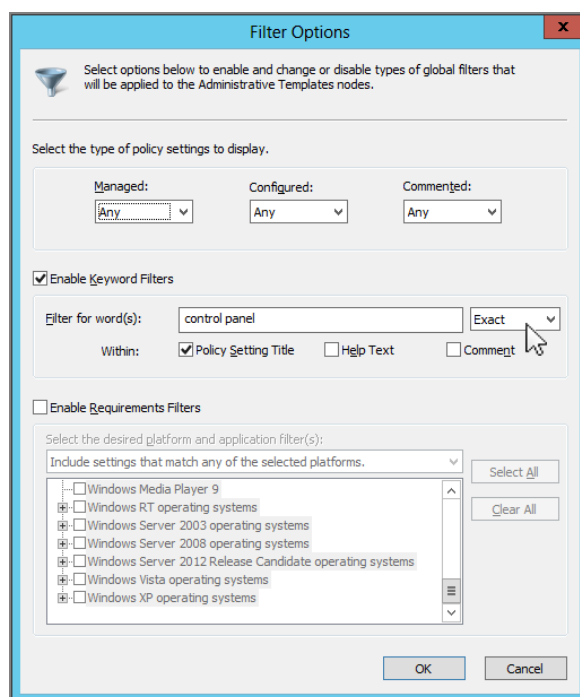 Filter Options
x
Select options below to enable and change or disable types of global filters that
will be applied to the Administrative Templates nodes.
Select the type of policy settings to display.
Managed: Configured: Commented:
Any Any Any
Enable Keyword Filters
Filter for word(s): control panel Exact
Within: Policy Setting Title Help Text Comment
Enable Requirements Filters
Select the desired platform and application filter(s):
Include settings that match any of the selected platforms.
Select All
Windows Media Player 9
Windows RT operating systems
Clear All
Windows Server 2003 operating systems
Windows Server 2008 operating systems
Windows Server 2012 Release Candidate operating systems
Windows Vista operating systems
Windows XP operating systems
OK Cancel